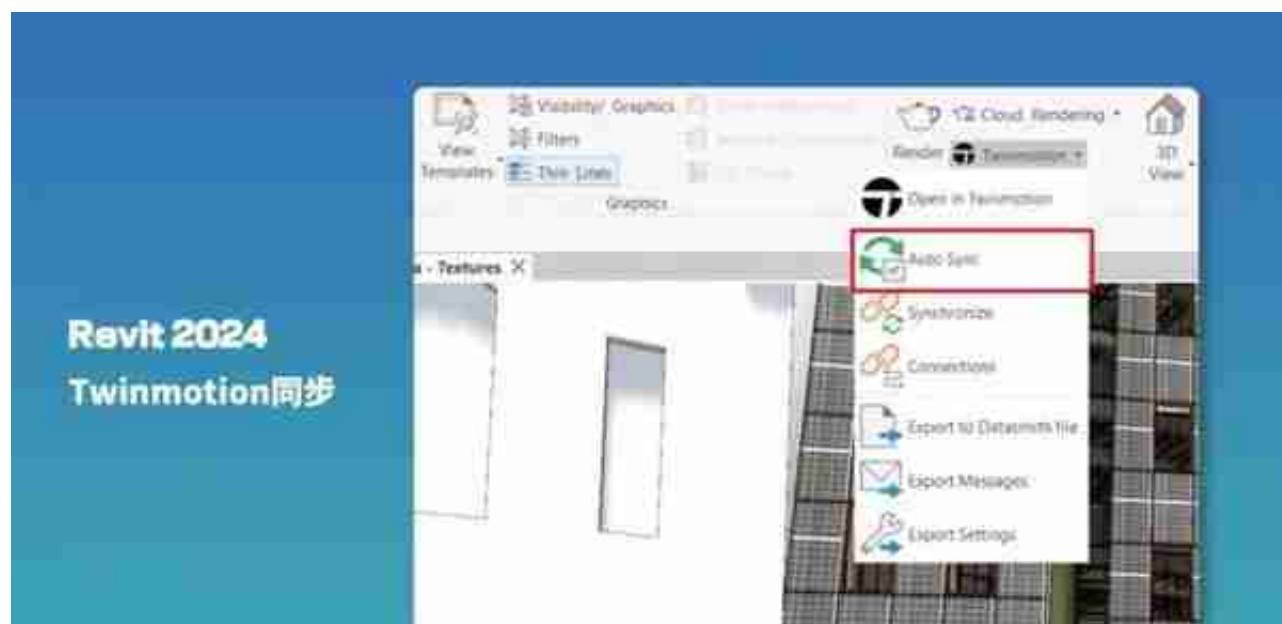 Revit 2024
Twinmotion同步
View Templates
Visibility/ Graphics
Filters
Thin Lines
Graphics
Render
Cloud Rendering
Twinmotion
3D View
- Textures X
Open in Twinmotion
Auto Sync
Synchronize
Connections
Export to Datasmith file
Export Messages
Export Settings